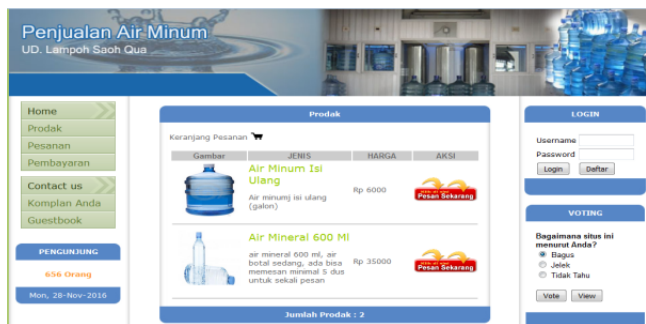 Penjualan Air Minum
UD. Lampoh Saoh Qua
Home
Prodak
Pesanan
Pembayaran
Contact us
Komplan Anda
Guestbook
PENGUNJUNG
656 Orang
Mon, 28-Nov-2016
Prodak
Keranjang Pesanan
Gambar JENIS HARGA AKSI
Air Minum Isi
Ulang
Air minumj isi ulang
(galon)
Rp 6000
Pesan Sekarang
Air Mineral 600 Ml
air mineral 600 ml, air
botal sedang, ada bisa
memesan minimal 5 dus
untuk sekali pesan
Rp 35000
Pesan Sekarang
Jumlah Prodak : 2
LOGIN
Username
Password
Login Daftar
VOTING
Bagaimana situs ini
menurut Anda?
Bagus
Jelek
Tidak Tahu
Vote View